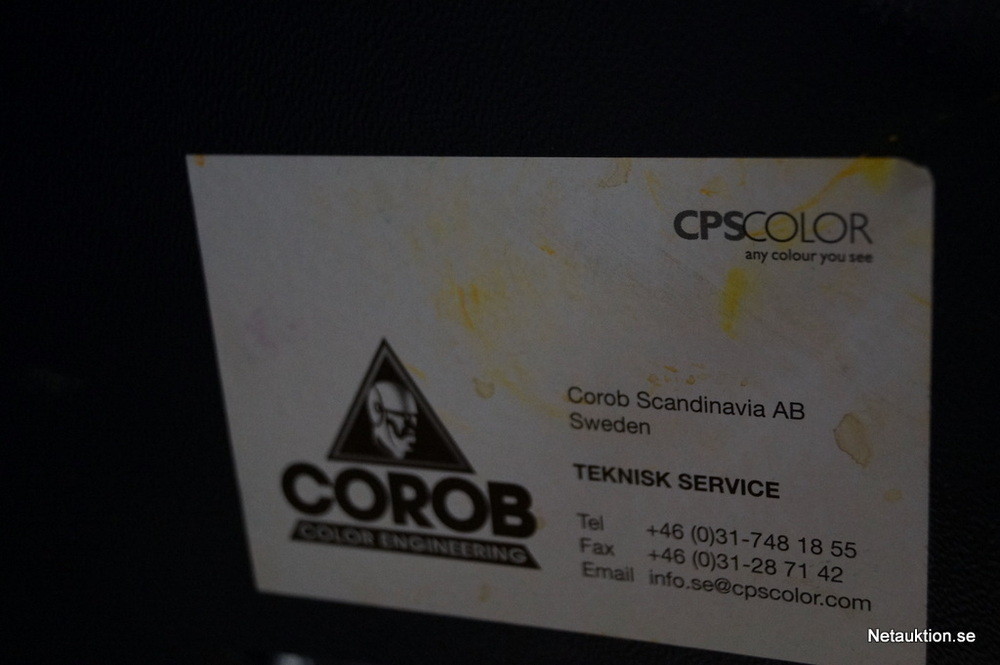 CPSCOLOR
any colour you see
COROB
COLOR ENGINEERING
Corob Scandinavia AB
Sweden
TEKNISK SERVICE
Tel +46 (0)31-748 18 55
Fax +46 (0)31-28 71 42
Email info.se@cpscolor.com
Netauktion.se